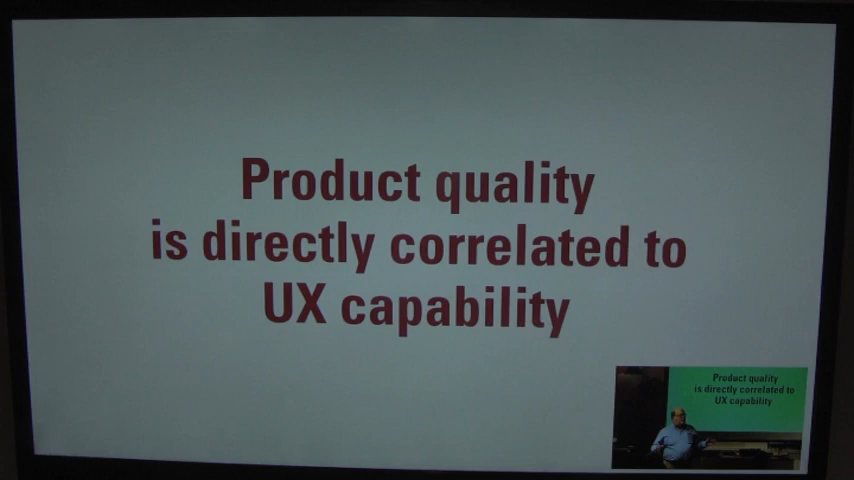 Product quality
is directly correlated to
UX capability
Product quality
is directly correlated to
UX capability